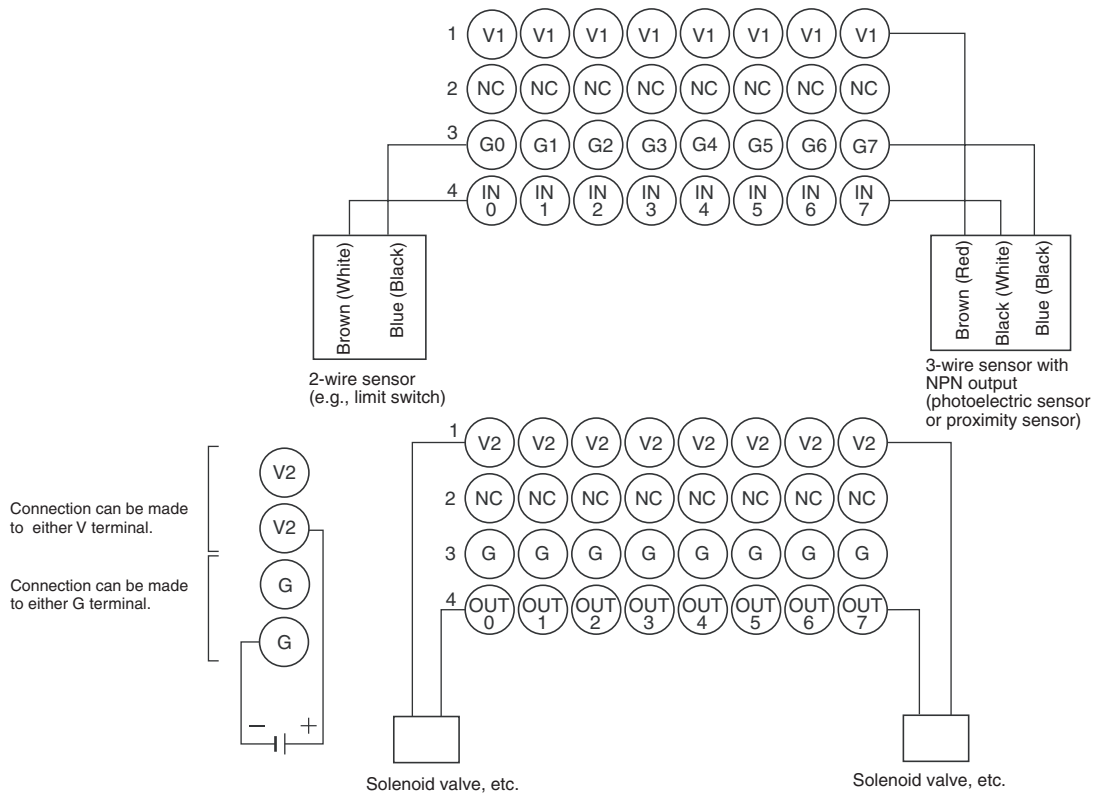 1 V1 V1 V1 V1 V1 V1 V1 V1
2 NC NC NC NC NC NC NC NC
3 G0 G1 G2 G3 G4 G5 G6 G7
4 IN 0 IN 1 IN 2 IN 3 IN 4 IN 5 IN 6 IN 7
Brown (White)
Blue (Black)
2-wire sensor
(e.g., limit switch)
Brown (Red)
Black (White)
Blue (Black)
3-wire sensor with
NPN output
(photoelectric sensor
or proximity sensor)
V2
V2
G
G
Connection can be made
to either V terminal.
Connection can be made
to either G terminal.
− +
1 V2 V2 V2 V2 V2 V2 V2 V2
2 NC NC NC NC NC NC NC NC
3 G G G G G G G G
4 OUT 0 OUT 1 OUT 2 OUT 3 OUT 4 OUT 5 OUT 6 OUT 7
Solenoid valve, etc.
Solenoid valve, etc.